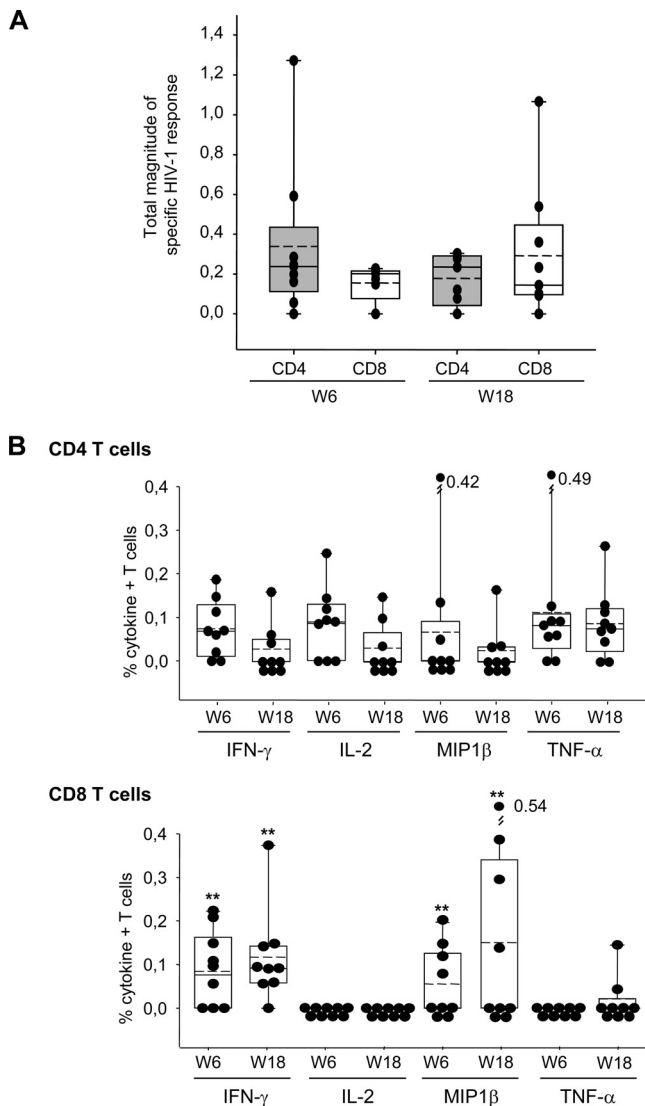 A
Total magnitude of
specific HIV-1 response
1,4
1,2
1,0
0,8
0,6
0,4
0,2
0,0
CD4 CD8 CD4 CD8
W6 W18
B CD4 T cells
% cytokine + T cells
0,4
0,3
0,2
0,1
0,0
0.42
0.49
W6 W18 W6 W18 W6 W18 W6 W18
IFN-γ IL-2 MIP1β TNF-α
CD8 T cells
% cytokine + T cells
0,4
0,3
0,2
0,1
0,0
**
**
**
**
0.54
W6 W18 W6 W18 W6 W18 W6 W18
IFN-γ IL-2 MIP1β TNF-α